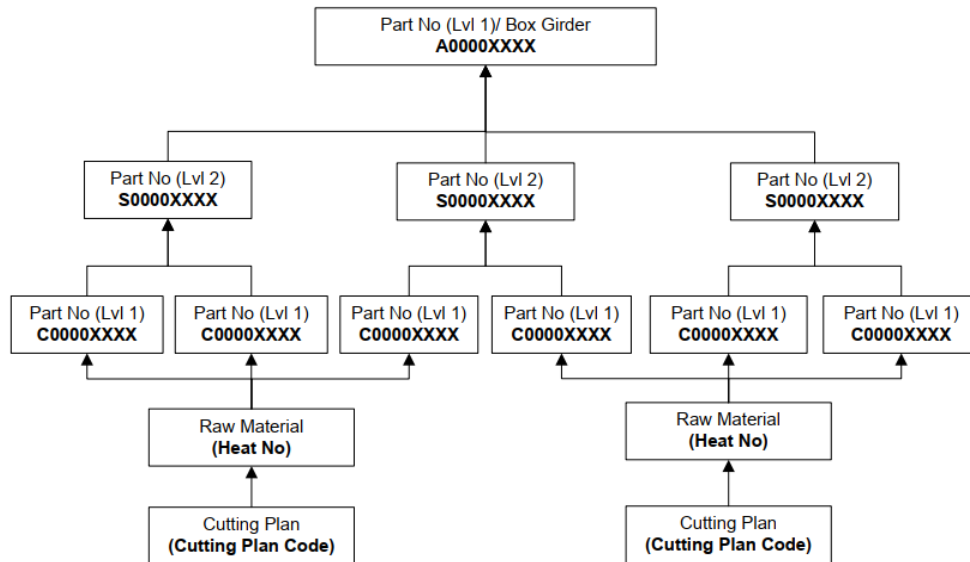 Part No (Lvl 1)/ Box Girder
A0000XXXX
Part No (Lvl 2)
S0000XXXX
Part No (Lvl 2)
S0000XXXX
Part No (Lvl 2)
S0000XXXX
Part No (Lvl 1)
C0000XXXX
Part No (Lvl 1)
C0000XXXX
Part No (Lvl 1)
C0000XXXX
Part No (Lvl 1)
C0000XXXX
Part No (Lvl 1)
C0000XXXX
Part No (Lvl 1)
C0000XXXX
Raw Material
(Heat No)
Raw Material
(Heat No)
Cutting Plan
(Cutting Plan Code)
Cutting Plan
(Cutting Plan Code)